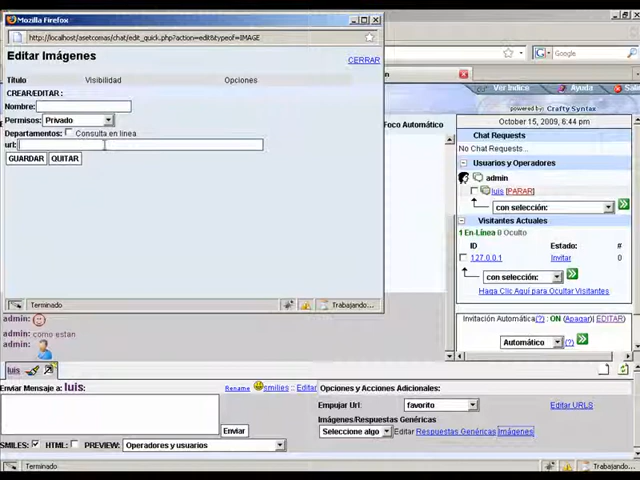 Mozilla Firefox
http://localhost/asetcomas/chat/edit_quick.php?action=edit&typeof=IMAGE
Editar Imágenes
CERRAR
Título Visibilidad Opciones
CREAR/EDITAR :
Nombre:
Permisos: Privado
Departamentos: Consulta en linea
url:
GUARDAR QUITAR
Terminado Trabajando...
Google
Ver Indice Ayuda Sali
powered by: Crafty Syntax
Foco Automático
October 15, 2009, 6:44 pm
Chat Requests
No Chat Requests...
Usuarios y Operadores
admin
luis [PARAR]
con selección:
Visitantes Actuales
1 En-Línea 0 Oculto
ID Estado: #
127.0.0.1 Invitar 0
con selección:
Haga Clic Aquí para Ocultar Visitantes
Invitación Automática(?) : ON (Apagar) [EDITAR]
Automático (?)
admin:
admin: como estan
admin:
luis
Enviar Mensaje a: luis: Rename smilies :: Editar
Enviar
SMILES: HTML: PREVIEW: Operadores y usuarios
Opciones y Acciones Adicionales:
Empujar Url: favorito Editar URLS
Imágenes/Respuestas Genéricas
Seleccione algo Editar Respuestas Genéricas Imágenes
Terminado Trabajando...